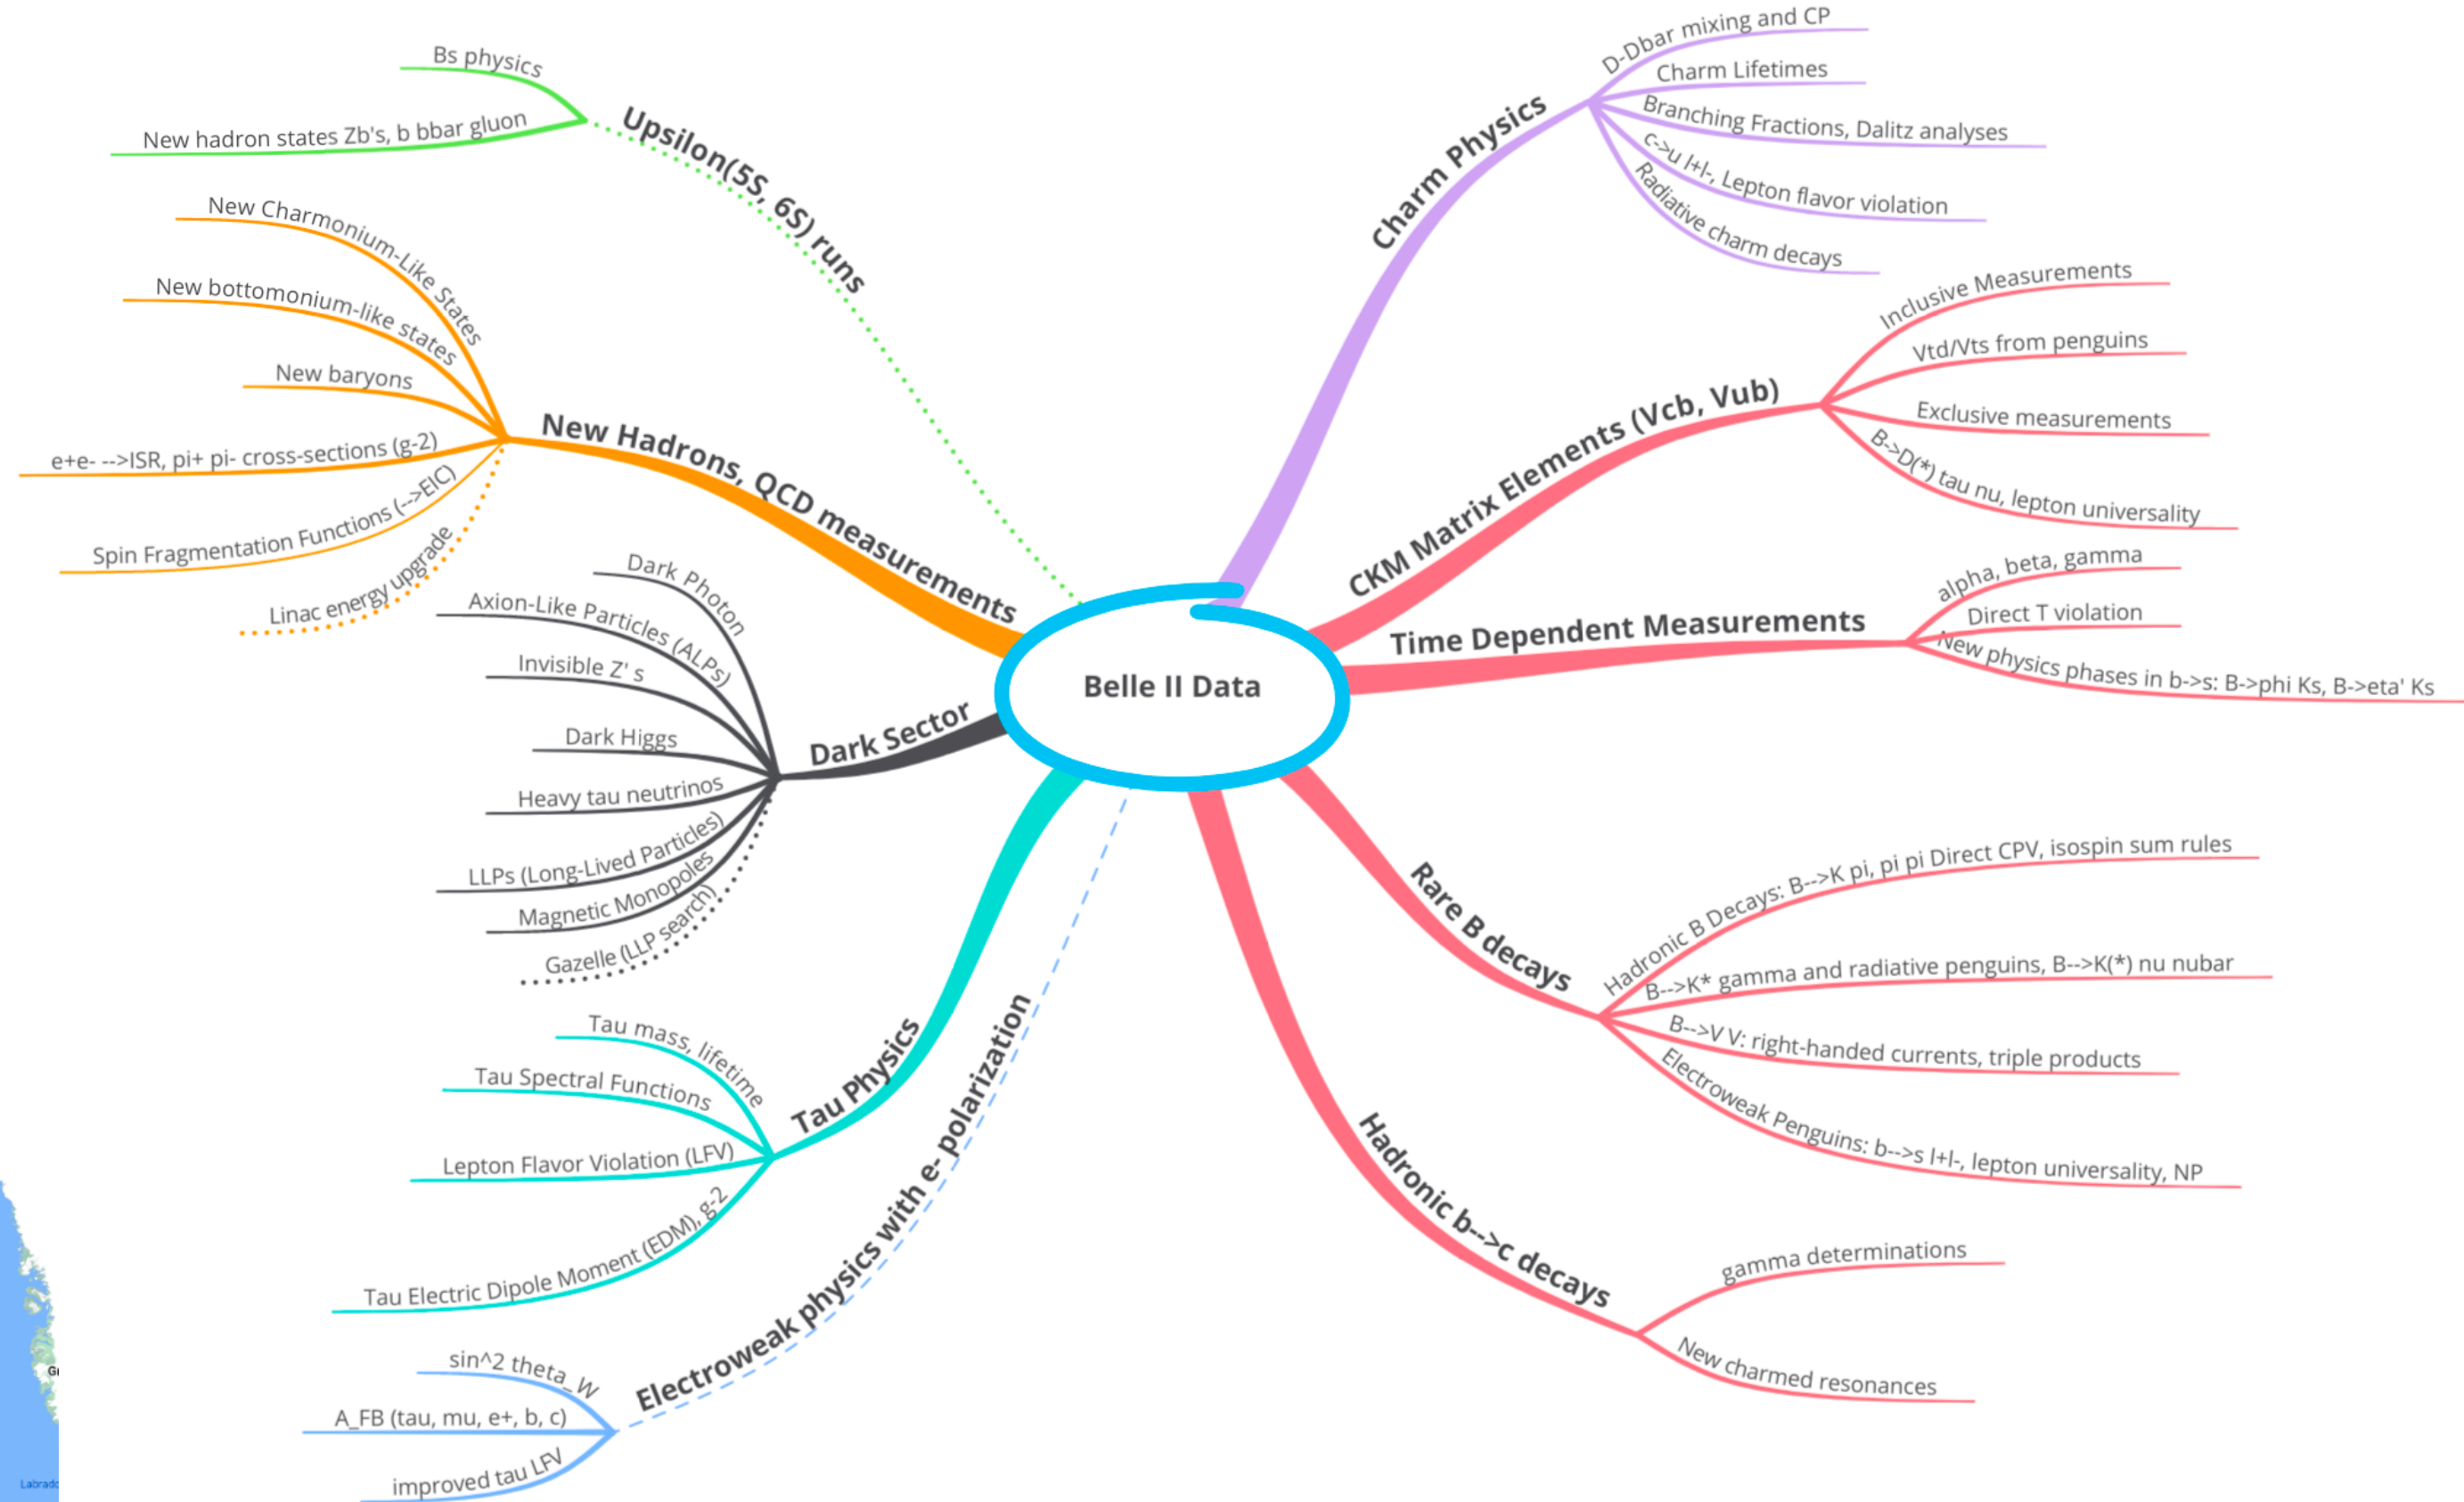 Belle II Data
Charm Physics
D-Dbar mixing and CP
Charm Lifetimes
Branching Fractions, Dalitz analyses
c->u l+l-, Lepton flavor violation
Radiative charm decays
CKM Matrix Elements (Vcb, Vub)
Inclusive Measurements
Vtd/Vts from penguins
Exclusive measurements
B->D(*) tau nu, lepton universality
Time Dependent Measurements
alpha, beta, gamma
Direct T violation
New physics phases in b->s: B->phi Ks, B->eta' Ks
Rare B decays
Hadronic B Decays: B-->K pi, pi pi Direct CPV, isospin sum rules
B-->K* gamma and radiative penguins, B-->K(*) nu nubar
B-->V V: right-handed currents, triple products
Electroweak Penguins: b-->s l+l-, lepton universality, NP
Hadronic b-->c decays
gamma determinations
New charmed resonances
Upsilon(5S, 6S) runs
Bs physics
New hadron states Zb's, b bbar gluon
New Hadrons, QCD measurements
New Charmonium-Like States
New bottomonium-like states
New baryons
e+e- -->ISR, pi+ pi- cross-sections (g-2)
Spin Fragmentation Functions (-->EIC)
Linac energy upgrade
Dark Sector
Dark Photon
Axion-Like Particles (ALPs)
Invisible Z' s
Dark Higgs
Heavy tau neutrinos
LLPs (Long-Lived Particles)
Magnetic Monopoles
Gazelle (LLP search)
Tau Physics
Tau mass, lifetime
Tau Spectral Functions
Lepton Flavor Violation (LFV)
Tau Electric Dipole Moment (EDM), g-2
Electroweak physics with e- polarization
sin^2 theta_W
A_FB (tau, mu, e+, b, c)
improved tau LFV